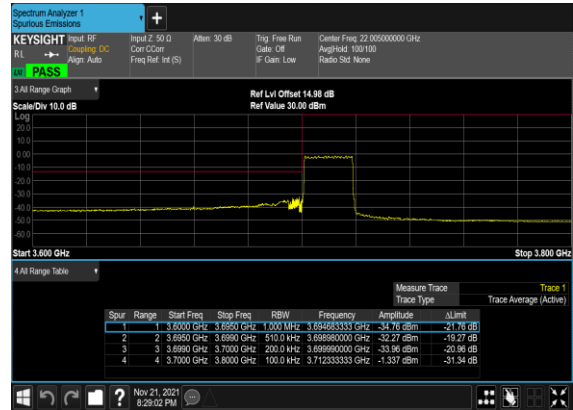 Spectrum Analyzer 1
Spurious Emissions
KEYSIGHT Input: RF Input Z: 50 Ω Atten: 30 dB Trig: Free Run Center Freq: 22.005000000 GHz
Coupling: DC Corr CCorr Gate: Off Avg|Hold: 100/100
RL Align: Auto Freq Ref: Int (S) IF Gain: Low Radio Std: None
LW PASS
3 All Range Graph
Ref Lvl Offset 14.98 dB
Scale/Div 10.0 dB Ref Value 30.00 dBm
Log
20.0
10.0
0.00
-10.0
-20.0
-30.0
-40.0
-50.0
-60.0
Start 3.600 GHz Stop 3.800 GHz
4 All Range Table
Measure Trace Trace 1
Trace Type Trace Average (Active)
Spur Range Start Freq Stop Freq RBW Frequency Amplitude ΔLimit
1 1 3.6000 GHz 3.6950 GHz 1.000 MHz 3.694683333 GHz -34.76 dBm -21.76 dB
2 2 3.6950 GHz 3.6990 GHz 510.0 kHz 3.698980000 GHz -32.27 dBm -19.27 dB
3 3 3.6990 GHz 3.7000 GHz 200.0 kHz 3.699990000 GHz -33.96 dBm -20.96 dB
4 4 3.7000 GHz 3.8000 GHz 100.0 kHz 3.712333333 GHz -1.337 dBm -31.34 dB
? Nov 21, 2021
8:29:02 PM